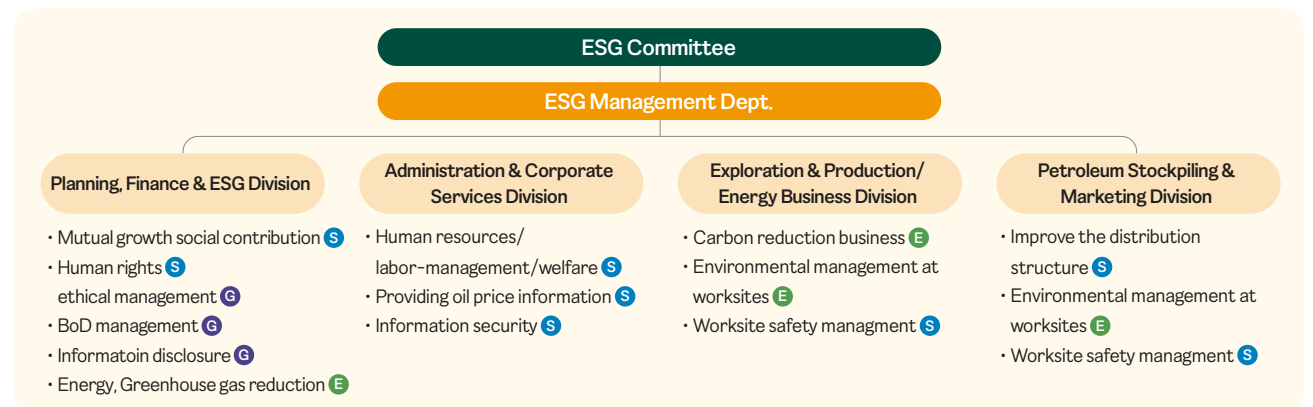 ESG Committee
ESG Management Dept.
Planning, Finance & ESG Division
• Mutual growth social contribution S
• Human rights S
ethical management G
• BoD management G
• Informatoin disclosure G
• Energy, Greenhouse gas reduction E
Administration & Corporate
Services Division
• Human resources/
labor-management/welfare S
• Providing oil price information S
• Information security S
Exploration & Production/
Energy Business Division
• Carbon reduction business E
• Environmental management at
worksites E
• Worksite safety managment S
Petroleum Stockpiling &
Marketing Division
• Improve the distribution
structure S
• Environmental management at
worksites E
• Worksite safety managment S